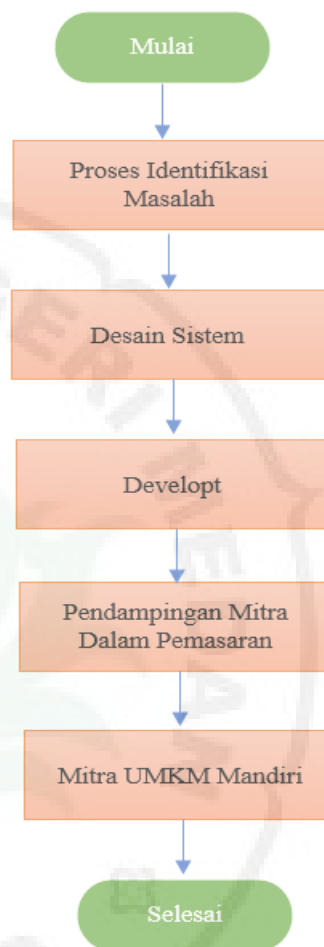 Mulai
Proses Identifikasi
Masalah
Desain Sistem
Developt
Pendampingan Mitra
Dalam Pemasaran
Mitra UMKM Mandiri
Selesai